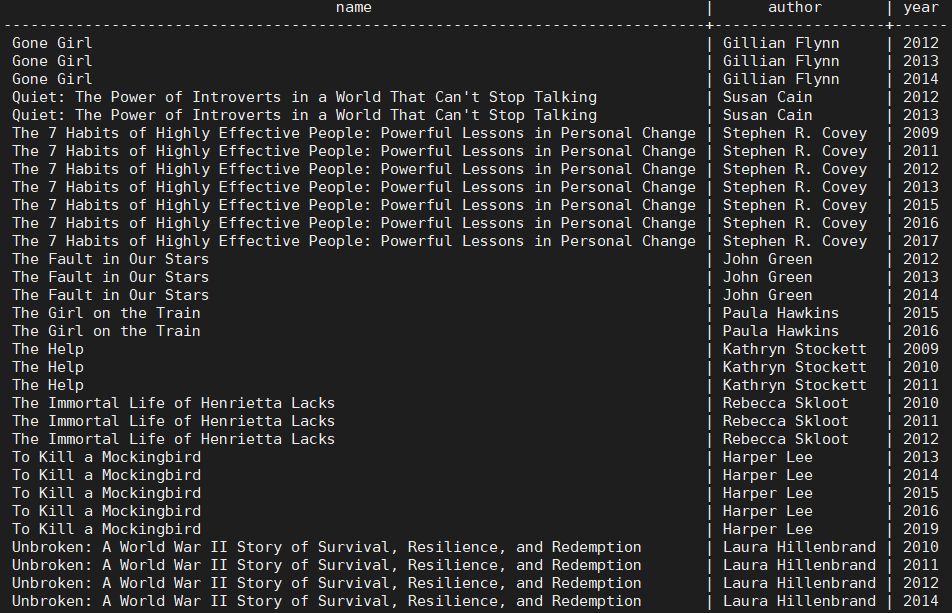 name | author | year
Gone Girl | Gillian Flynn | 2012
Gone Girl | Gillian Flynn | 2013
Gone Girl | Gillian Flynn | 2014
Quiet: The Power of Introverts in a World That Can't Stop Talking | Susan Cain | 2012
Quiet: The Power of Introverts in a World That Can't Stop Talking | Susan Cain | 2013
The 7 Habits of Highly Effective People: Powerful Lessons in Personal Change | Stephen R. Covey | 2009
The 7 Habits of Highly Effective People: Powerful Lessons in Personal Change | Stephen R. Covey | 2011
The 7 Habits of Highly Effective People: Powerful Lessons in Personal Change | Stephen R. Covey | 2012
The 7 Habits of Highly Effective People: Powerful Lessons in Personal Change | Stephen R. Covey | 2013
The 7 Habits of Highly Effective People: Powerful Lessons in Personal Change | Stephen R. Covey | 2015
The 7 Habits of Highly Effective People: Powerful Lessons in Personal Change | Stephen R. Covey | 2016
The 7 Habits of Highly Effective People: Powerful Lessons in Personal Change | Stephen R. Covey | 2017
The Fault in Our Stars | John Green | 2012
The Fault in Our Stars | John Green | 2013
The Fault in Our Stars | John Green | 2014
The Girl on the Train | Paula Hawkins | 2015
The Girl on the Train | Paula Hawkins | 2016
The Help | Kathryn Stockett | 2009
The Help | Kathryn Stockett | 2010
The Help | Kathryn Stockett | 2011
The Immortal Life of Henrietta Lacks | Rebecca Skloot | 2010
The Immortal Life of Henrietta Lacks | Rebecca Skloot | 2011
The Immortal Life of Henrietta Lacks | Rebecca Skloot | 2012
To Kill a Mockingbird | Harper Lee | 2013
To Kill a Mockingbird | Harper Lee | 2014
To Kill a Mockingbird | Harper Lee | 2015
To Kill a Mockingbird | Harper Lee | 2016
To Kill a Mockingbird | Harper Lee | 2019
Unbroken: A World War II Story of Survival, Resilience, and Redemption | Laura Hillenbrand | 2010
Unbroken: A World War II Story of Survival, Resilience, and Redemption | Laura Hillenbrand | 2011
Unbroken: A World War II Story of Survival, Resilience, and Redemption | Laura Hillenbrand | 2012
Unbroken: A World War II Story of Survival, Resilience, and Redemption | Laura Hillenbrand | 2014